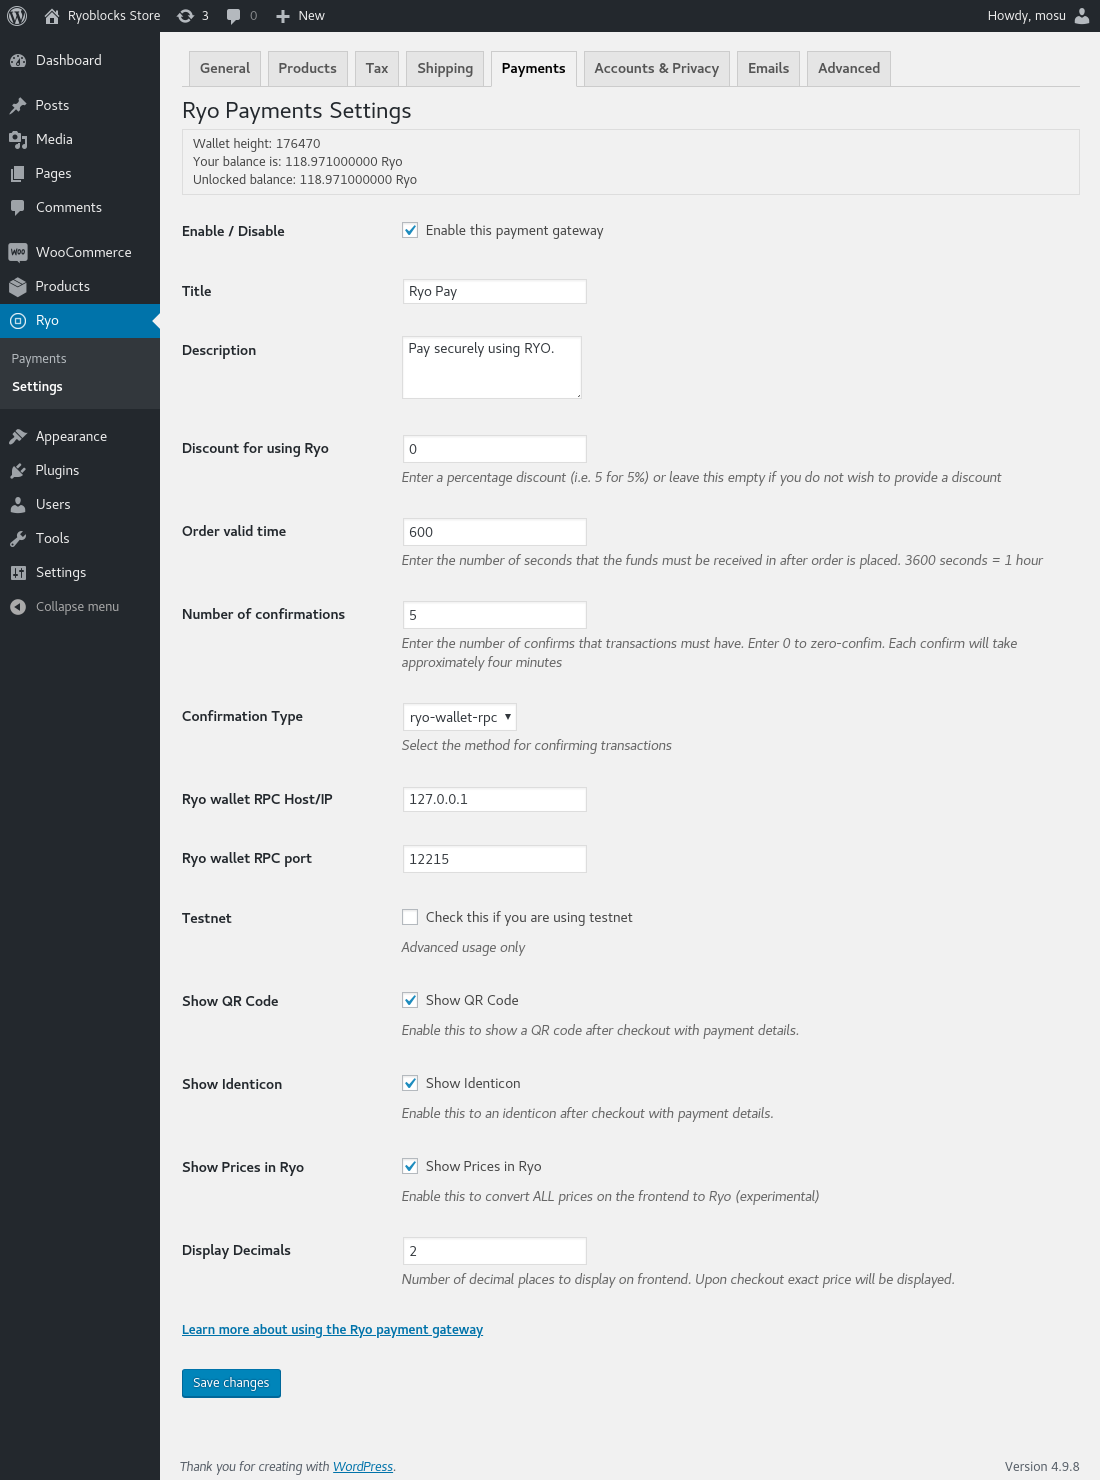 Ryoblocks Store 3 0 New Howdy, mosu
Dashboard
Posts
Media
Pages
Comments
WOO WooCommerce
Products
Ryo
Payments
Settings
Appearance
Plugins
Users
Tools
Settings
Collapse menu
General Products Tax Shipping Payments Accounts & Privacy Emails Advanced
Ryo Payments Settings
Wallet height: 176470
Your balance is: 118.971000000 Ryo
Unlocked balance: 118.971000000 Ryo
Enable / Disable Enable this payment gateway
Title Ryo Pay
Description Pay securely using RYO.
Discount for using Ryo 0
Enter a percentage discount (i.e. 5 for 5%) or leave this empty if you do not wish to provide a discount
Order valid time 600
Enter the number of seconds that the funds must be received in after order is placed. 3600 seconds = 1 hour
Number of confirmations 5
Enter the number of confirms that transactions must have. Enter 0 to zero-confim. Each confirm will take
approximately four minutes
Confirmation Type ryo-wallet-rpc
Select the method for confirming transactions
Ryo wallet RPC Host/IP 127.0.0.1
Ryo wallet RPC port 12215
Testnet Check this if you are using testnet
Advanced usage only
Show QR Code Show QR Code
Enable this to show a QR code after checkout with payment details.
Show Identicon Show Identicon
Enable this to an identicon after checkout with payment details.
Show Prices in Ryo Show Prices in Ryo
Enable this to convert ALL prices on the frontend to Ryo (experimental)
Display Decimals 2
Number of decimal places to display on frontend. Upon checkout exact price will be displayed.
Learn more about using the Ryo payment gateway
Save changes
Thank you for creating with WordPress. Version 4.9.8